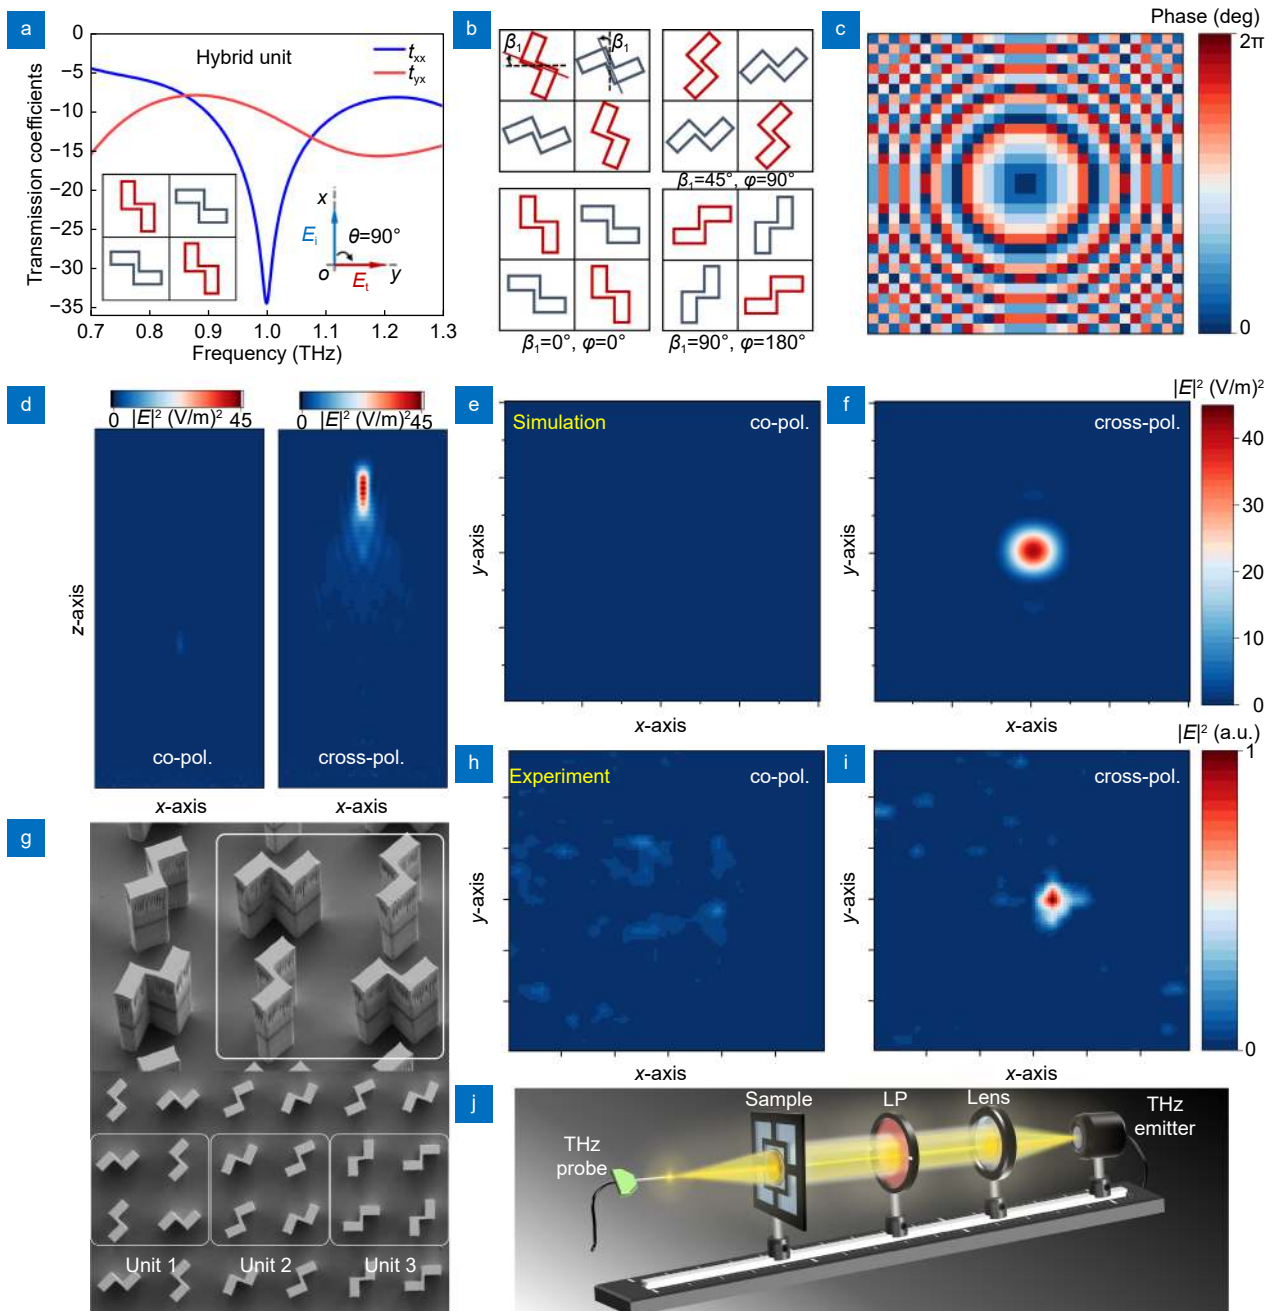 a
0
−5
−10
−15
−20
−25
−30
−35
Transmission coefficients
Hybrid unit
txx
tyx
x
Ei
θ=90°
o
Et
y
0.7
0.8
0.9
1.0
1.1
1.2
1.3
Frequency (THz)
b
β1
β1
β1=45°, φ=90°
β1=0°, φ=0°
β1=90°, φ=180°
c
Phase (deg)
2π
0
d
0 |E|² (V/m)² 45
0 |E|² (V/m)² 45
z-axis
co-pol.
cross-pol.
x-axis
x-axis
e
Simulation
co-pol.
y-axis
x-axis
f
cross-pol.
y-axis
x-axis
|E|² (V/m)²
40
30
20
10
0
g
Unit 1
Unit 2
Unit 3
h
Experiment
co-pol.
y-axis
x-axis
i
cross-pol.
y-axis
x-axis
|E|² (a.u.)
1
0
j
Sample
LP
Lens
THz
emitter
THz
probe